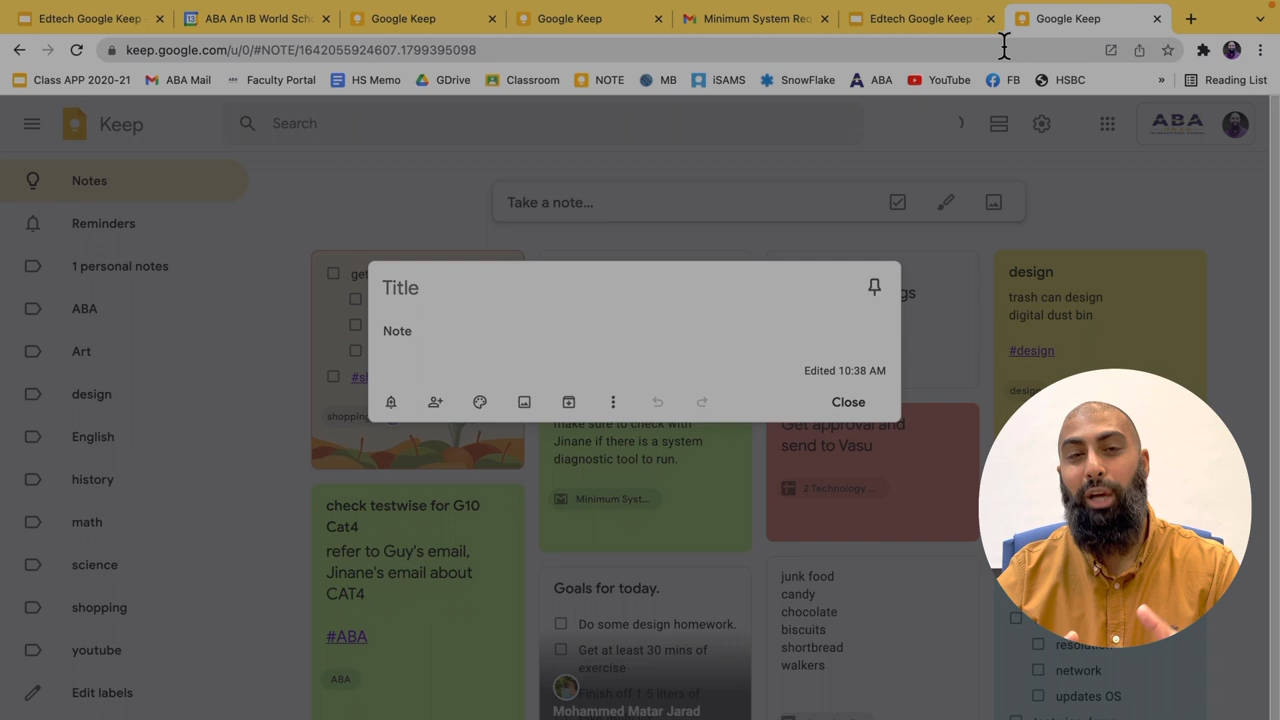 Edtech Google Keep
ABA An IB World Scho
Google Keep
Google Keep
Minimum System Req
Edtech Google Keep
Google Keep
keep.google.com/u/0/#NOTE/1642055924607.1799395098
Class APP 2020-21
ABA Mail
Faculty Portal
HS Memo
GDrive
Classroom
NOTE
MB
iSAMS
SnowFlake
ABA
YouTube
FB
HSBC
»
Reading List
Keep
Search
ABA
Notes
Reminders
1 personal notes
ABA
Art
design
English
history
math
science
shopping
youtube
Edit labels
Take a note...
Title
Note
Edited 10:38 AM
Close
get
#s
shopping
check testwise for G10
Cat4
refer to Guy's email,
Jinane's email about
CAT4
#ABA
ABA
make sure to check with
Jinane if there is a system
diagnostic tool to run.
Minimum Syst...
Goals for today.
Do some design homework.
Get at least 30 mins of
exercise
Finish off 1.5 liters of
Mohammed Matar Jarad
gs
Get approval and
send to Vasu
2 Technology ...
junk food
candy
chocolate
biscuits
shortbread
walkers
design
trash can design
digital dust bin
#design
design
network
updates OS